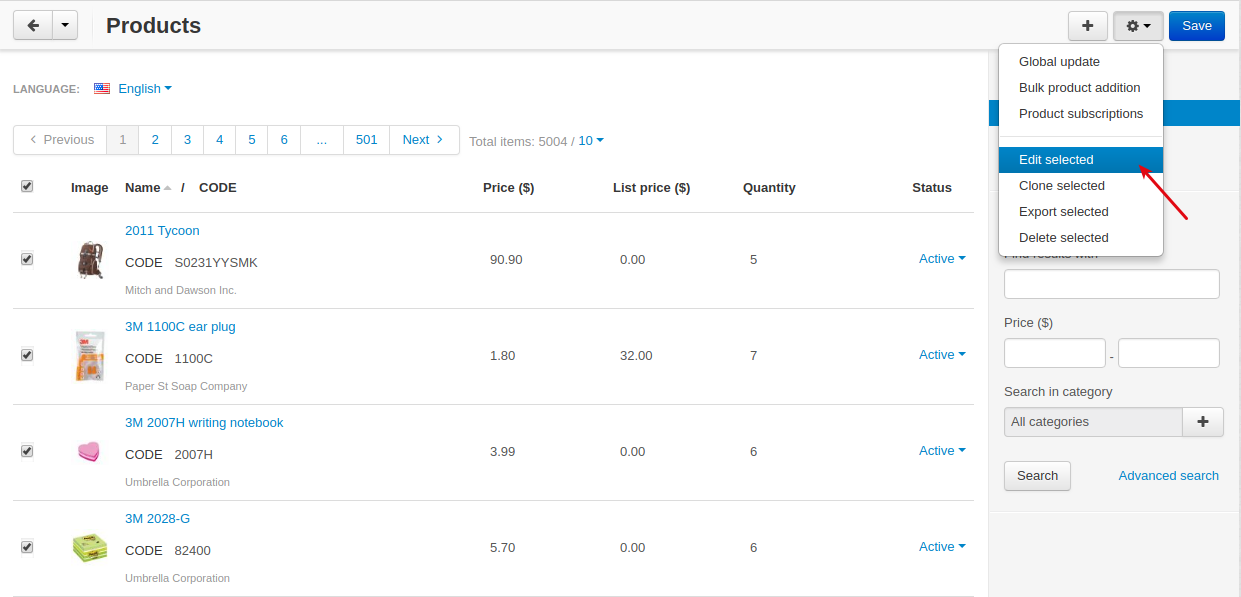 Products
Save
Global update
Bulk product addition
Product subscriptions
Edit selected
Clone selected
Export selected
Delete selected
LANGUAGE: English
Previous 1 2 3 4 5 6 ... 501 Next Total items: 5004 / 10
Image Name / CODE Price ($) List price ($) Quantity Status
2011 Tycoon
CODE S0231YYSMK 90.90 0.00 5 Active
Mitch and Dawson Inc.
3M 1100C ear plug
CODE 1100C 1.80 32.00 7 Active
Paper St Soap Company
3M 2007H writing notebook
CODE 2007H 3.99 0.00 6 Active
Umbrella Corporation
3M 2028-G
CODE 82400 5.70 0.00 6 Active
Umbrella Corporation
Find results with
Price ($)
-
Search in category
All categories
Search Advanced search